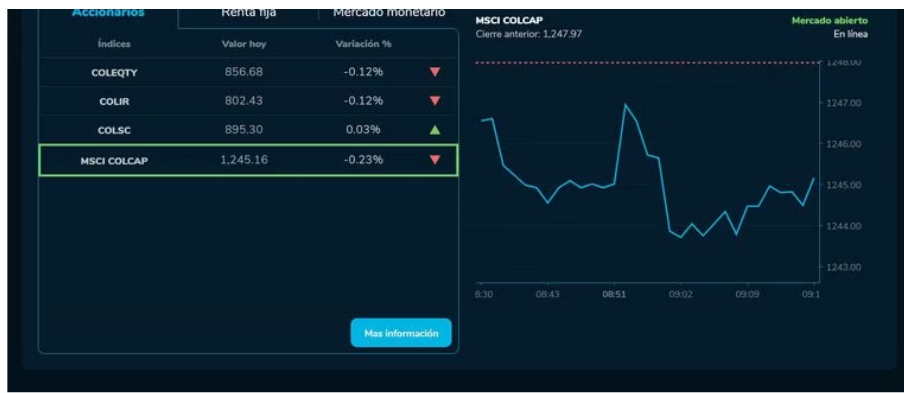 Accionarios Renta fija Mercado monetario
Índices Valor hoy Variación %
COLEQTY 856.68 -0.12%
COLIR 802.43 -0.12%
COLSC 895.30 0.03%
MSCI COLCAP 1,245.16 -0.23%
Mas información
MSCI COLCAP Mercado abierto
Cierre anterior: 1,247.97 En línea
1248.00
1247.00
1246.00
1245.00
1244.00
1243.00
8:30 08:43 08:51 09:02 09:09 09:1